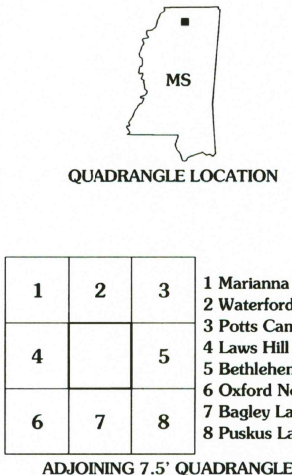 MS
QUADRANGLE LOCATION
1 2 3
4 5
6 7 8
1 Marianna
2 Waterford
3 Potts Cam
4 Laws Hill
5 Bethlehem
6 Oxford No
7 Bagley La
8 Puskus La
ADJOINING 7.5' QUADRANGLE